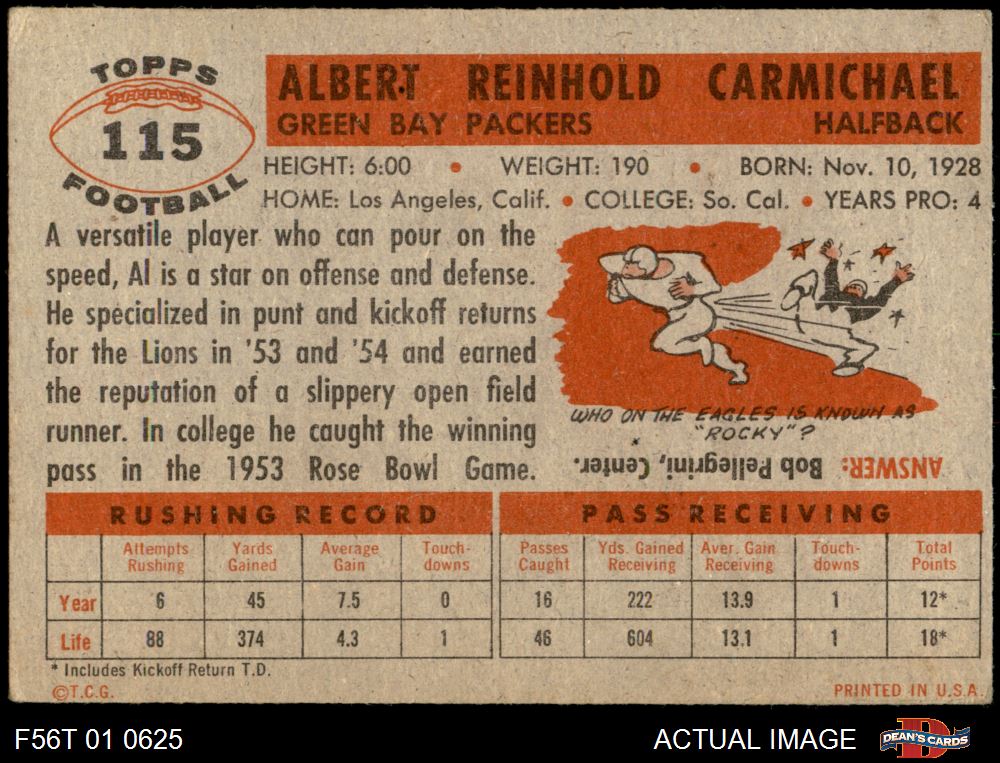 TOPPS
115
FOOTBALL
ALBERT REINHOLD CARMICHAEL
GREEN BAY PACKERS HALFBACK
HEIGHT: 6:00 • WEIGHT: 190 • BORN: Nov. 10, 1928
HOME: Los Angeles, Calif. • COLLEGE: So. Cal. • YEARS PRO: 4
A versatile player who can pour on the
speed, Al is a star on offense and defense.
He specialized in punt and kickoff returns
for the Lions in '53 and '54 and earned
the reputation of a slippery open field
runner. In college he caught the winning
pass in the 1953 Rose Bowl Game.
WHO ON THE EAGLES IS KNOWN AS
"ROCKY"?
ANSWER: Bob Pellegrini, Center.
RUSHING RECORD
Attempts Rushing Yards Gained Average Gain Touch-downs
Year 6 45 7.5 0
Life 88 374 4.3 1
PASS RECEIVING
Passes Caught Yds. Gained Receiving Aver. Gain Receiving Touch-downs Total Points
16 222 13.9 1 12*
46 604 13.1 1 18*
* Includes Kickoff Return T.D.
©T.C.G. PRINTED IN U.S.A.
F56T 01 0625 ACTUAL IMAGE DEAN'S CARDS